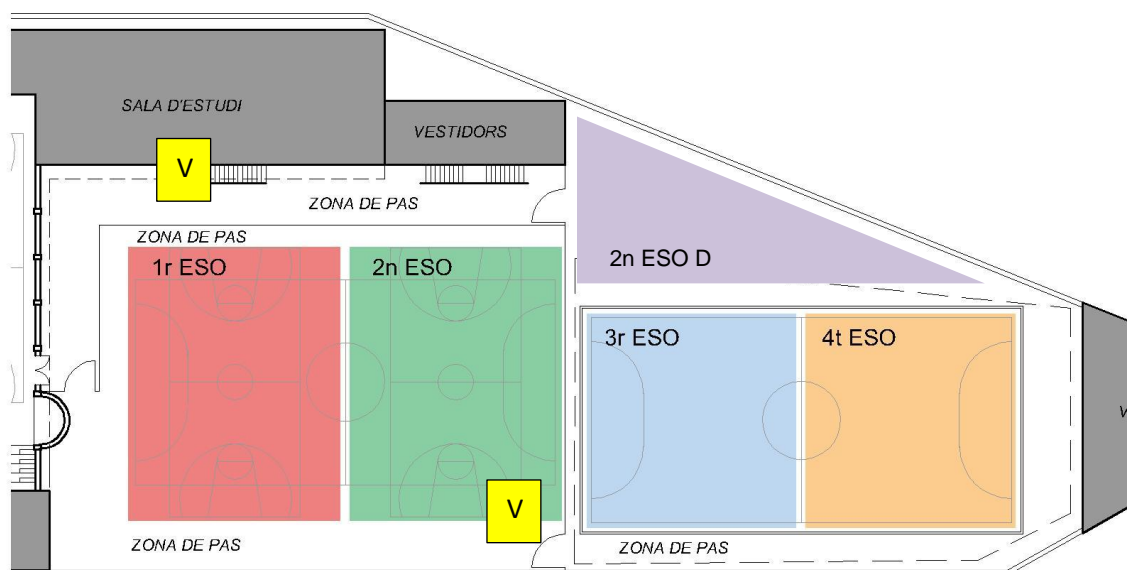 SALA D'ESTUDI
VESTIDORS
V
ZONA DE PAS
ZONA DE PAS
1r ESO
2n ESO
2n ESO D
3r ESO
4t ESO
V
V
ZONA DE PAS
ZONA DE PAS